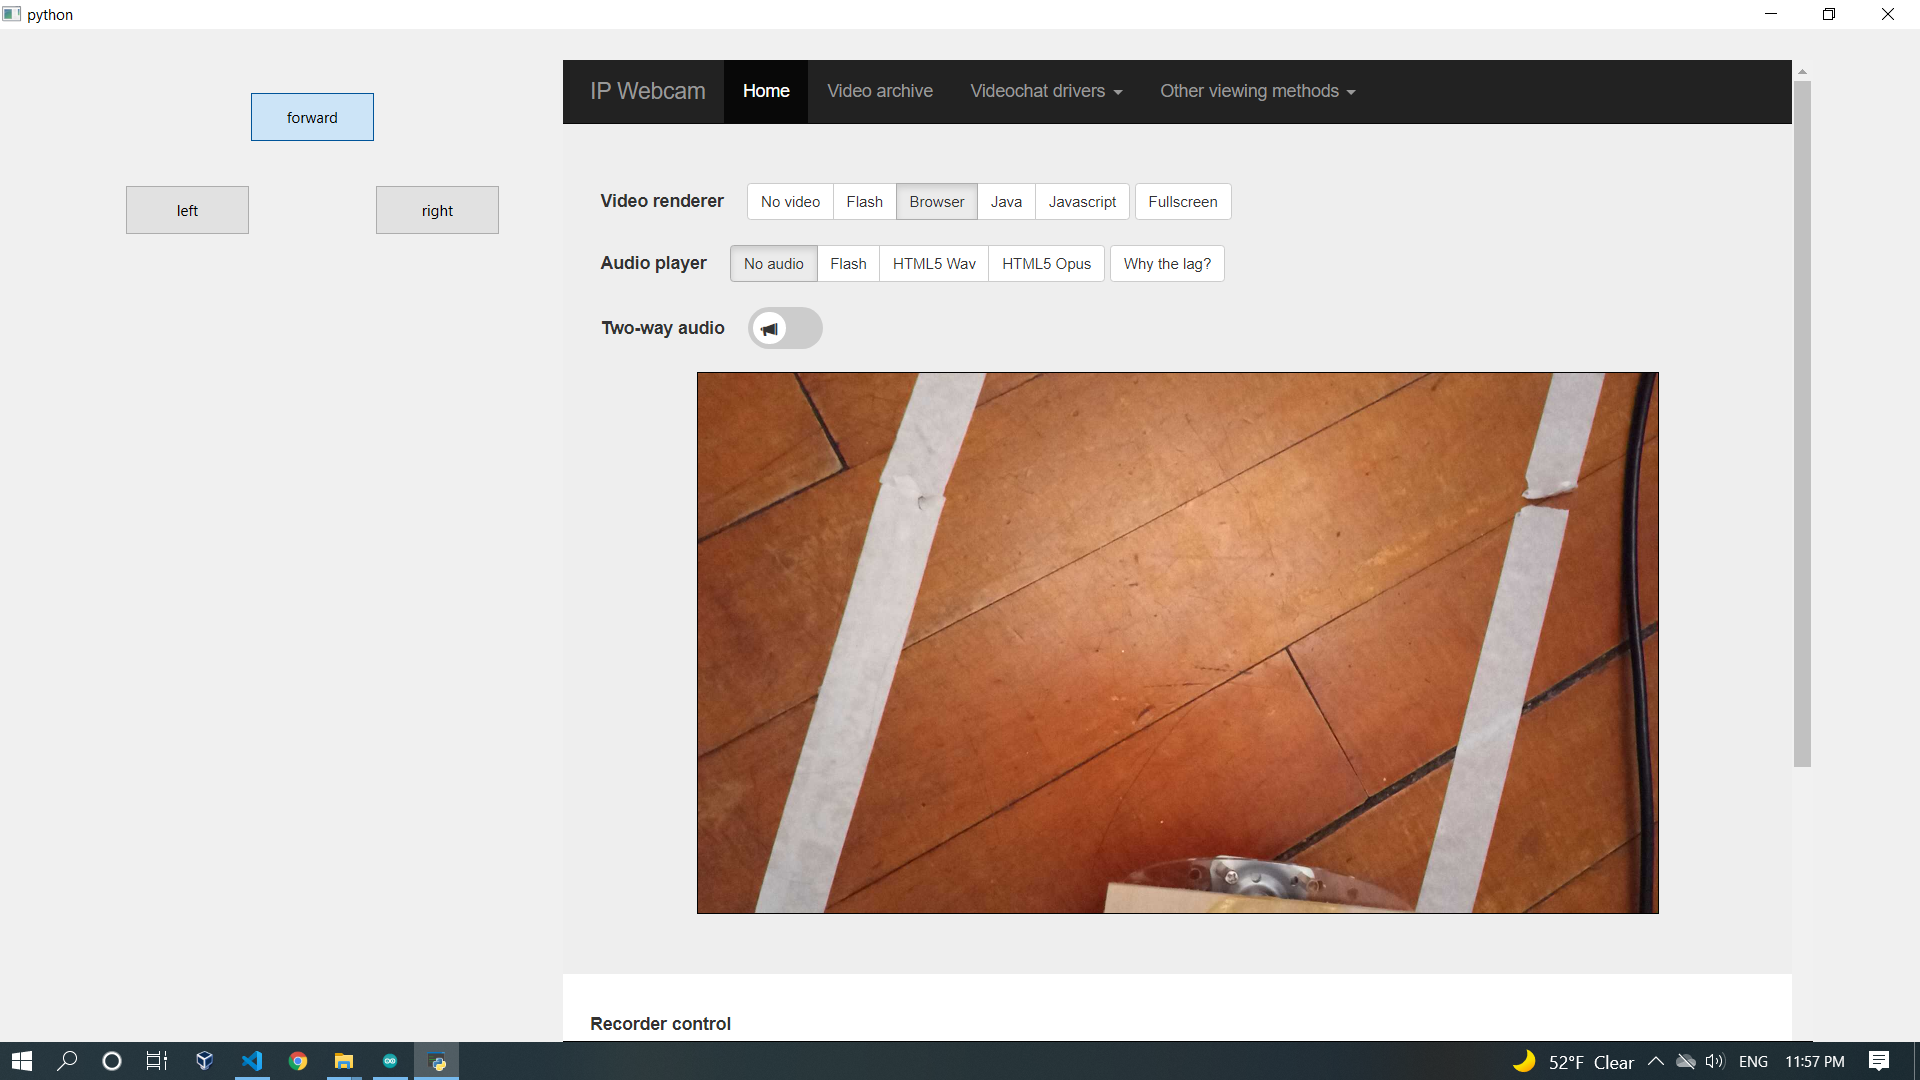 python
forward
left
right
IP Webcam Home Video archive Videochat drivers Other viewing methods
Video renderer No video Flash Browser Java Javascript Fullscreen
Audio player No audio Flash HTML5 Wav HTML5 Opus Why the lag?
Two-way audio
Recorder control
52°F Clear ENG 11:57 PM